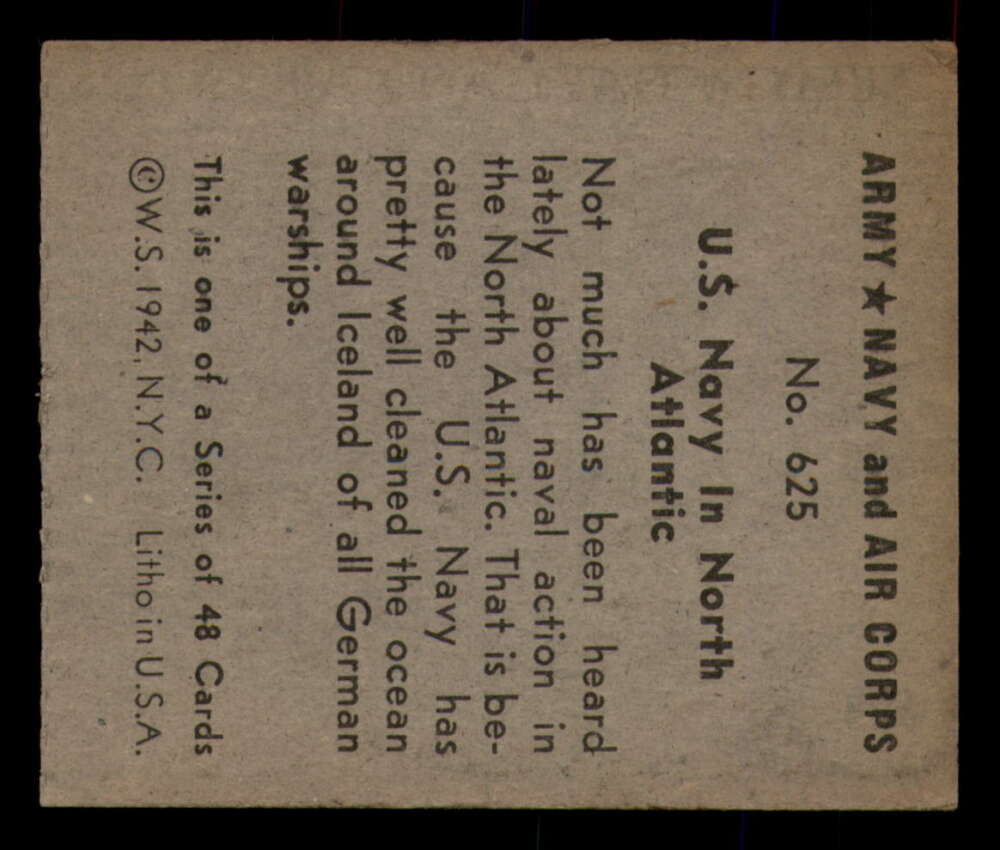 ARMY ★ NAVY and AIR CORPS
No. 625
U.S. Navy In North
Atlantic
Not much has been heard
lately about naval action in
the North Atlantic. That is be-
cause the U.S. Navy has
pretty well cleaned the ocean
around Iceland of all German
warships.
This is one of a Series of 48 Cards
©W.S. 1942, N.Y.C. Litho in U.S.A.